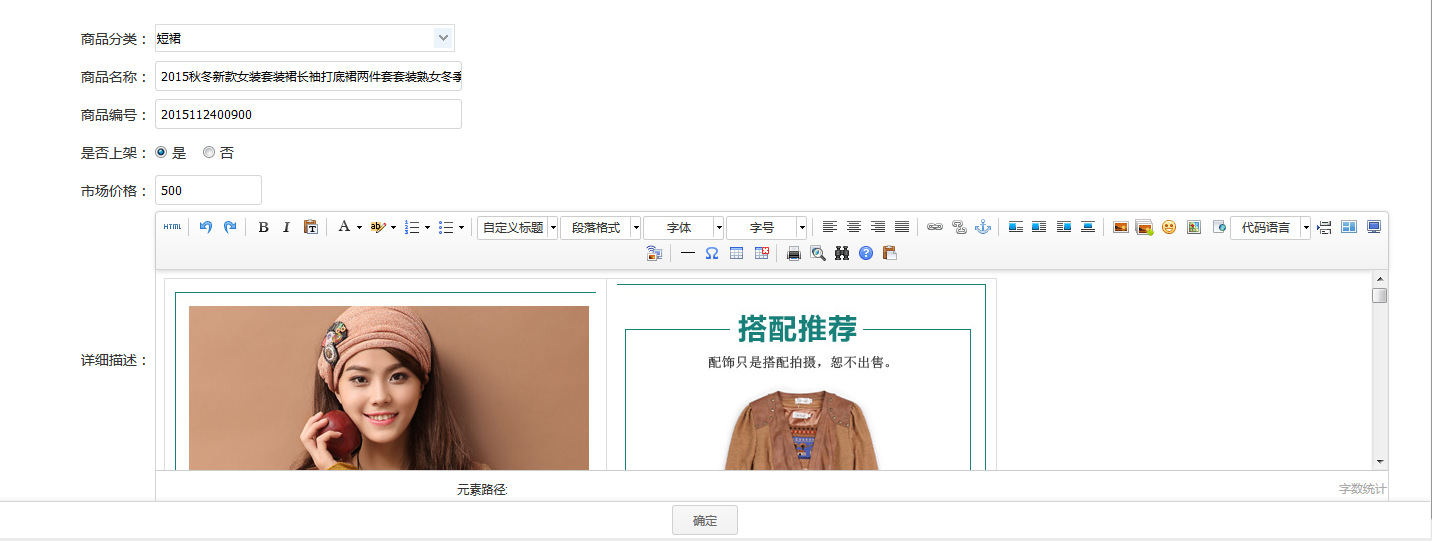 商品分类： 短裙
商品名称： 2015秋冬新款女装套装裙长袖打底裙两件套套装熟女冬季
商品编号： 2015112400900
是否上架： 是 否
市场价格： 500
HTML B I T A ab 自定义标题 段落格式 字体 字号 代码语言
Ω ?
搭配推荐
配饰只是搭配拍摄，恕不出售。
详细描述：
元素路径: 字数统计
确定